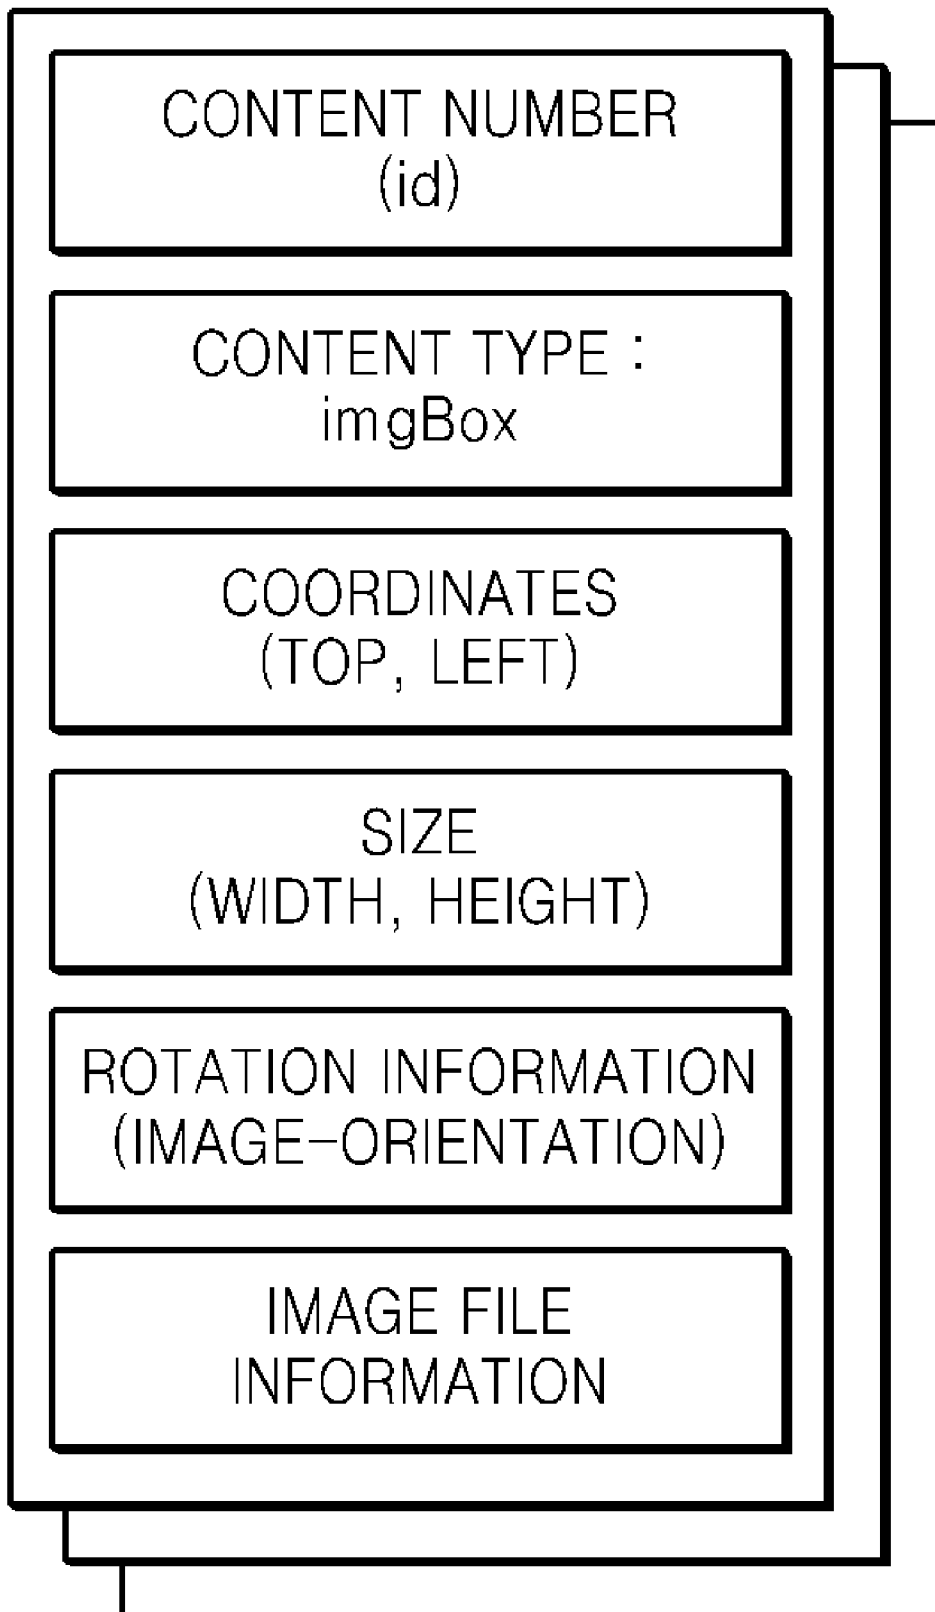 CONTENT NUMBER
(id)
CONTENT TYPE :
imgBox
COORDINATES
(TOP, LEFT)
SIZE
(WIDTH, HEIGHT)
ROTATION INFORMATION
(IMAGE-ORIENTATION)
IMAGE FILE
INFORMATION